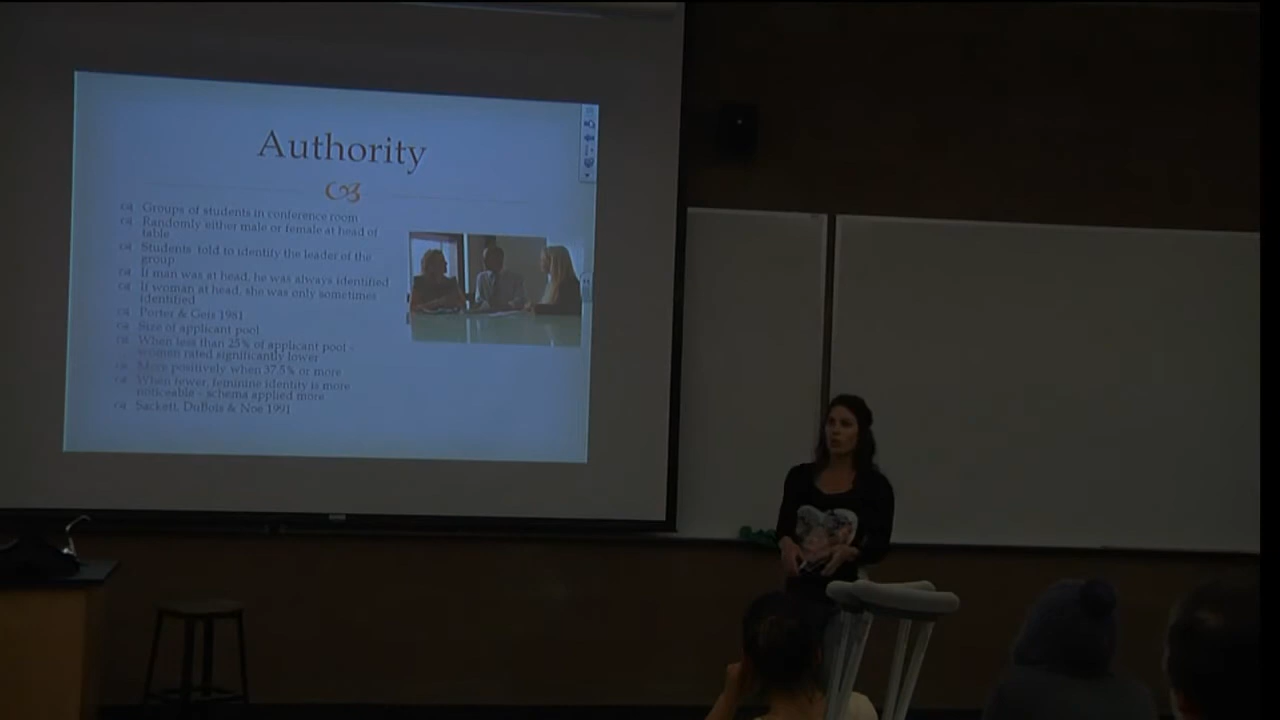 Authority
Groups of students in conference room
Randomly either male or female at head of
table
Students told to identify the leader of the
group
If man was at head, he was always identified
If woman at head, she was only sometimes
identified
Porter & Geis 1981
Size of applicant pool
When less than 25% of applicant pool -
women rated significantly lower
More positively when 37.5% or more
When fewer, feminine identity is more
noticeable - schema applied more
Sackett, DuBois & Noe 1991